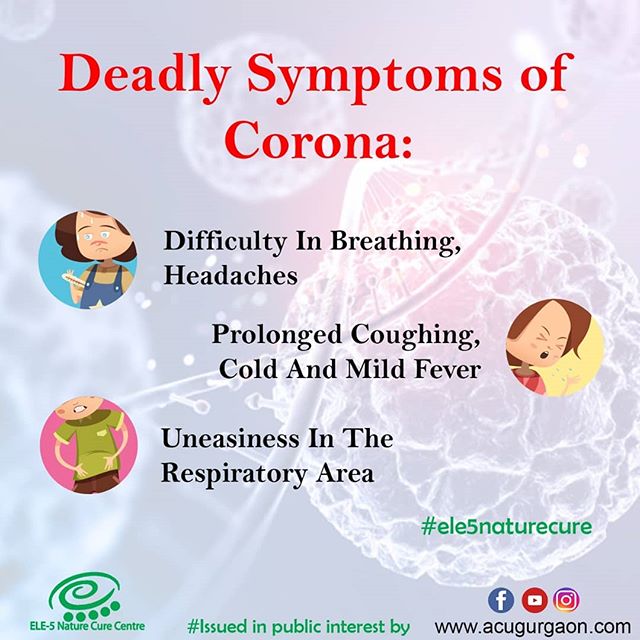 Deadly Symptoms of
Corona:
Difficulty In Breathing,
Headaches
Prolonged Coughing,
Cold And Mild Fever
Uneasiness In The
Respiratory Area
#ele5naturecure
ELE-5 Nature Cure Centre
#Issued in public interest by
www.acugurgaon.com